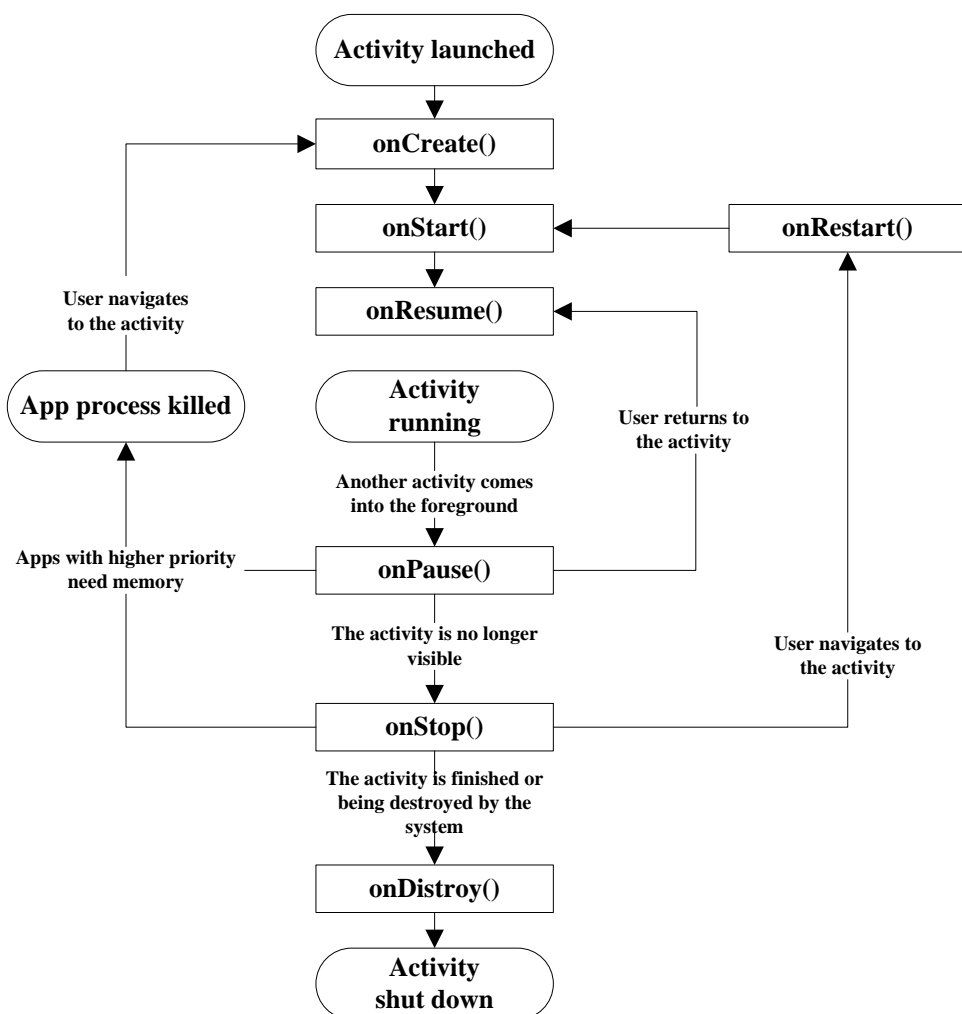 Activity launched
onCreate()
onStart()
onRestart()
User navigates
to the activity
onResume()
App process killed
Activity
running
User returns to
the activity
Another activity comes
into the foreground
Apps with higher priority
need memory
onPause()
The activity is no longer
visible
User navigates to
the activity
onStop()
The activity is finished or
being destroyed by the
system
onDistroy()
Activity
shut down